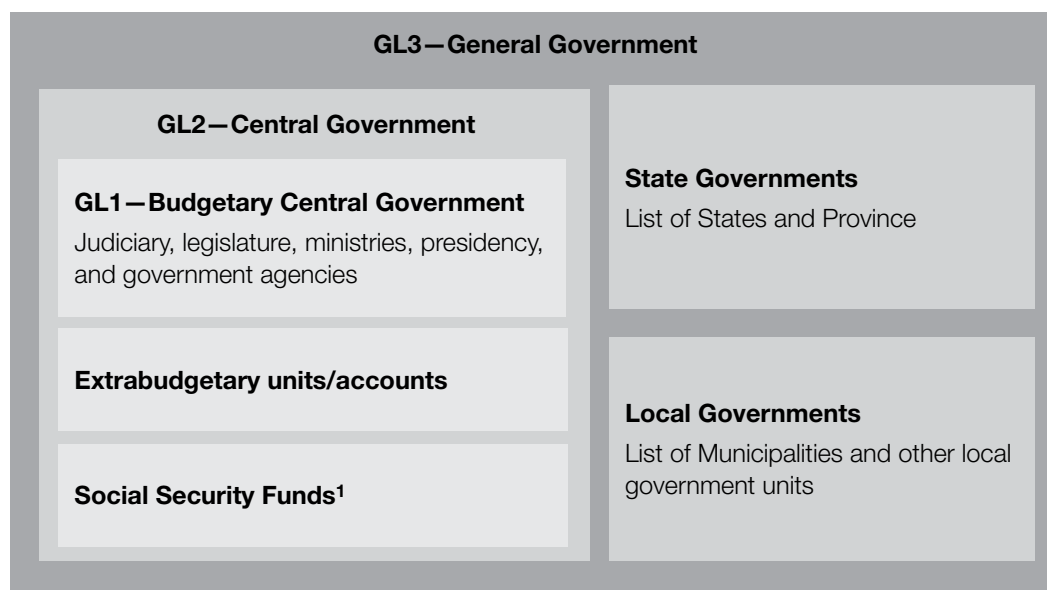 GL3—General Government
GL2—Central Government
GL1—Budgetary Central Government
Judiciary, legislature, ministries, presidency,
and government agencies
Extrabudgetary units/accounts
Social Security Funds¹
State Governments
List of States and Province
Local Governments
List of Municipalities and other local
government units